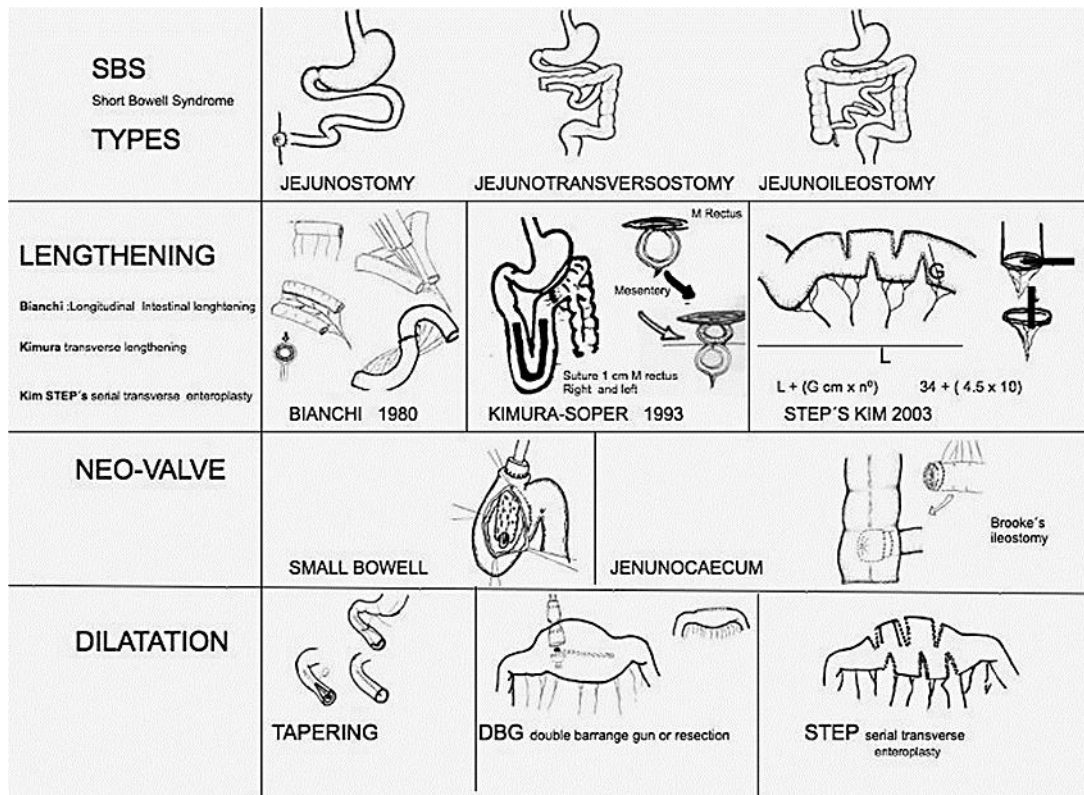 SBS
Short Bowell Syndrome
TYPES
JEJUNOSTOMY
JEJUNOTRANSVERSOSTOMY
JEJUNOILEOSTOMY
LENGTHENING
Bianchi :Longitudinal Intestinal lenghtening
Kimura transverse lengthening
Kim STEP´s serial transverse enteroplasty
BIANCHI 1980
M Rectus
Mesentery
Suture 1 cm M rectus
Right and left
KIMURA-SOPER 1993
G
L
L + (G cm x nº) 34 + ( 4.5 x 10)
STEP´S KIM 2003
NEO-VALVE
SMALL BOWELL
JENUNOCAECUM
Brooke´s
ileostomy
DILATATION
TAPERING
DBG double barrange gun or resection
STEP serial transverse
enteroplasty